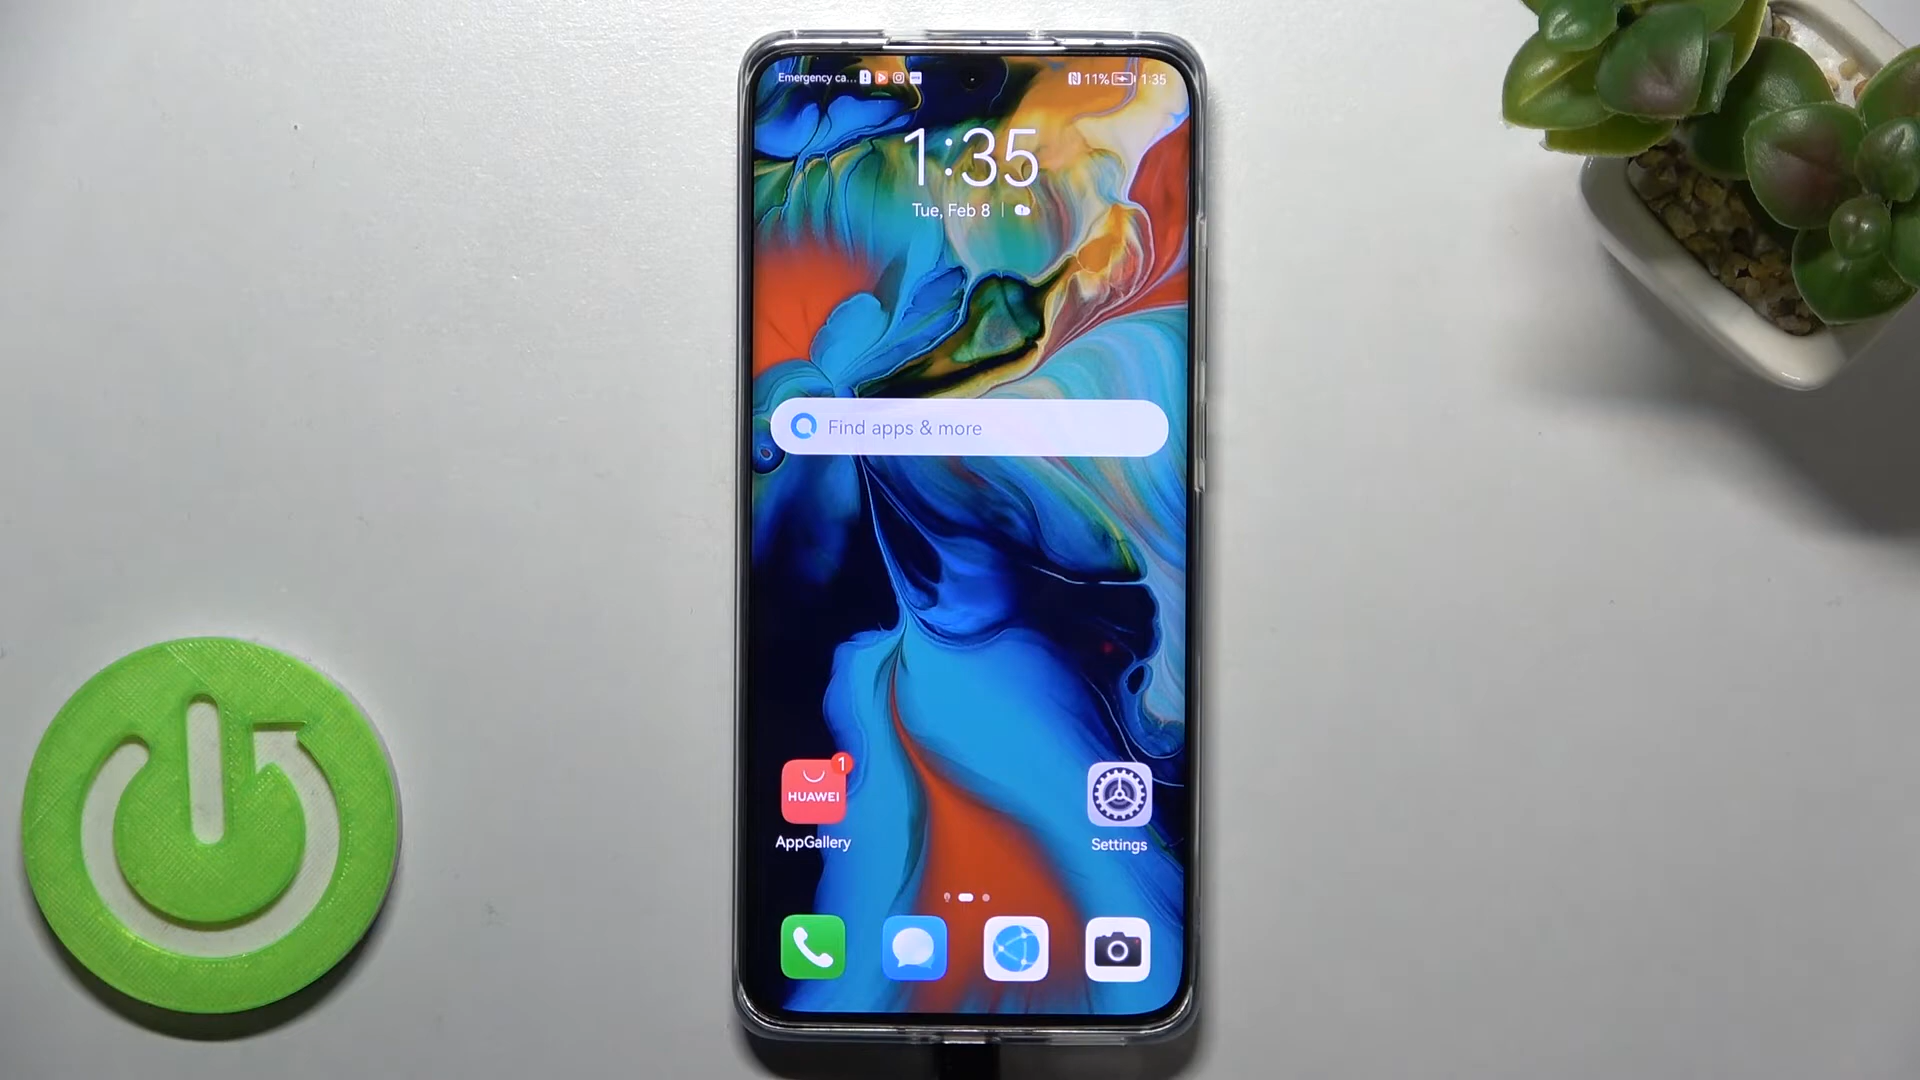 Emergency ca...
11% 1:35
1:35
Tue, Feb 8
Find apps & more
1
HUAWEI
AppGallery
Settings